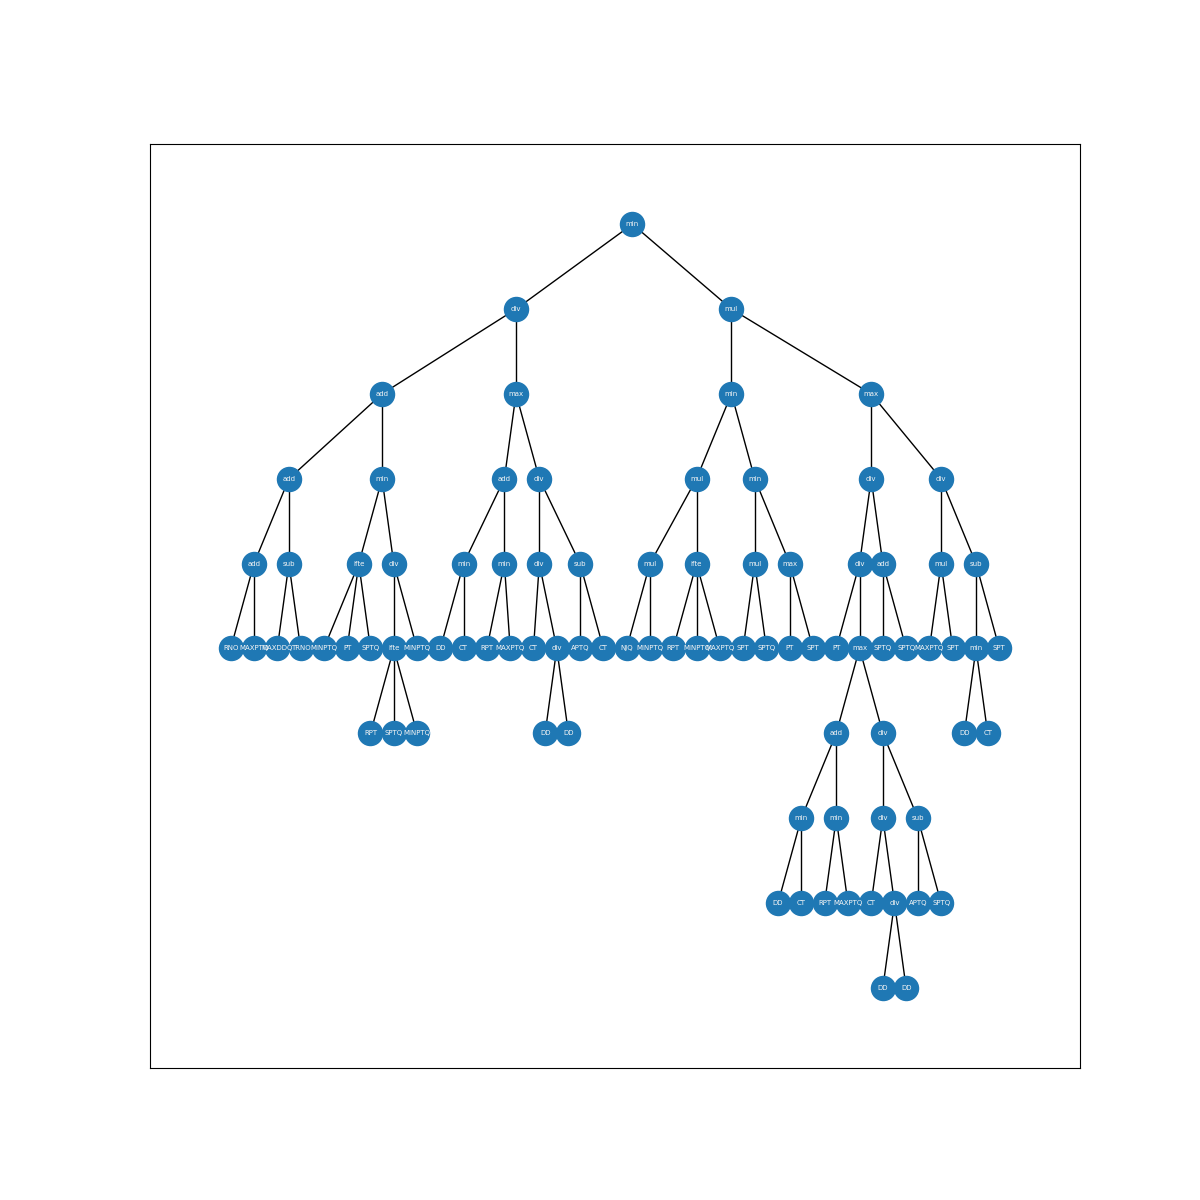 min
div mul
add max min max
add min add div mul min div div
add sub ifte div min min div sub mul ifte mul max div add mul sub
RNO MAXPTQ MAXDDQ TRNO MINPTQ PT SPTQ ifte MINPTQ DD CT RPT MAXPTQ CT div APTQ CT NJQ MINPTQ RPT MINPTQ MAXPTQ SPT SPTQ PT SPT PT max SPTQ SPTQ MAXPTQ SPT min SPT
RPT SPTQ MINPTQ DD DD add div DD CT
min min div sub
DD CT RPT MAXPTQ CT div APTQ SPTQ
DD DD